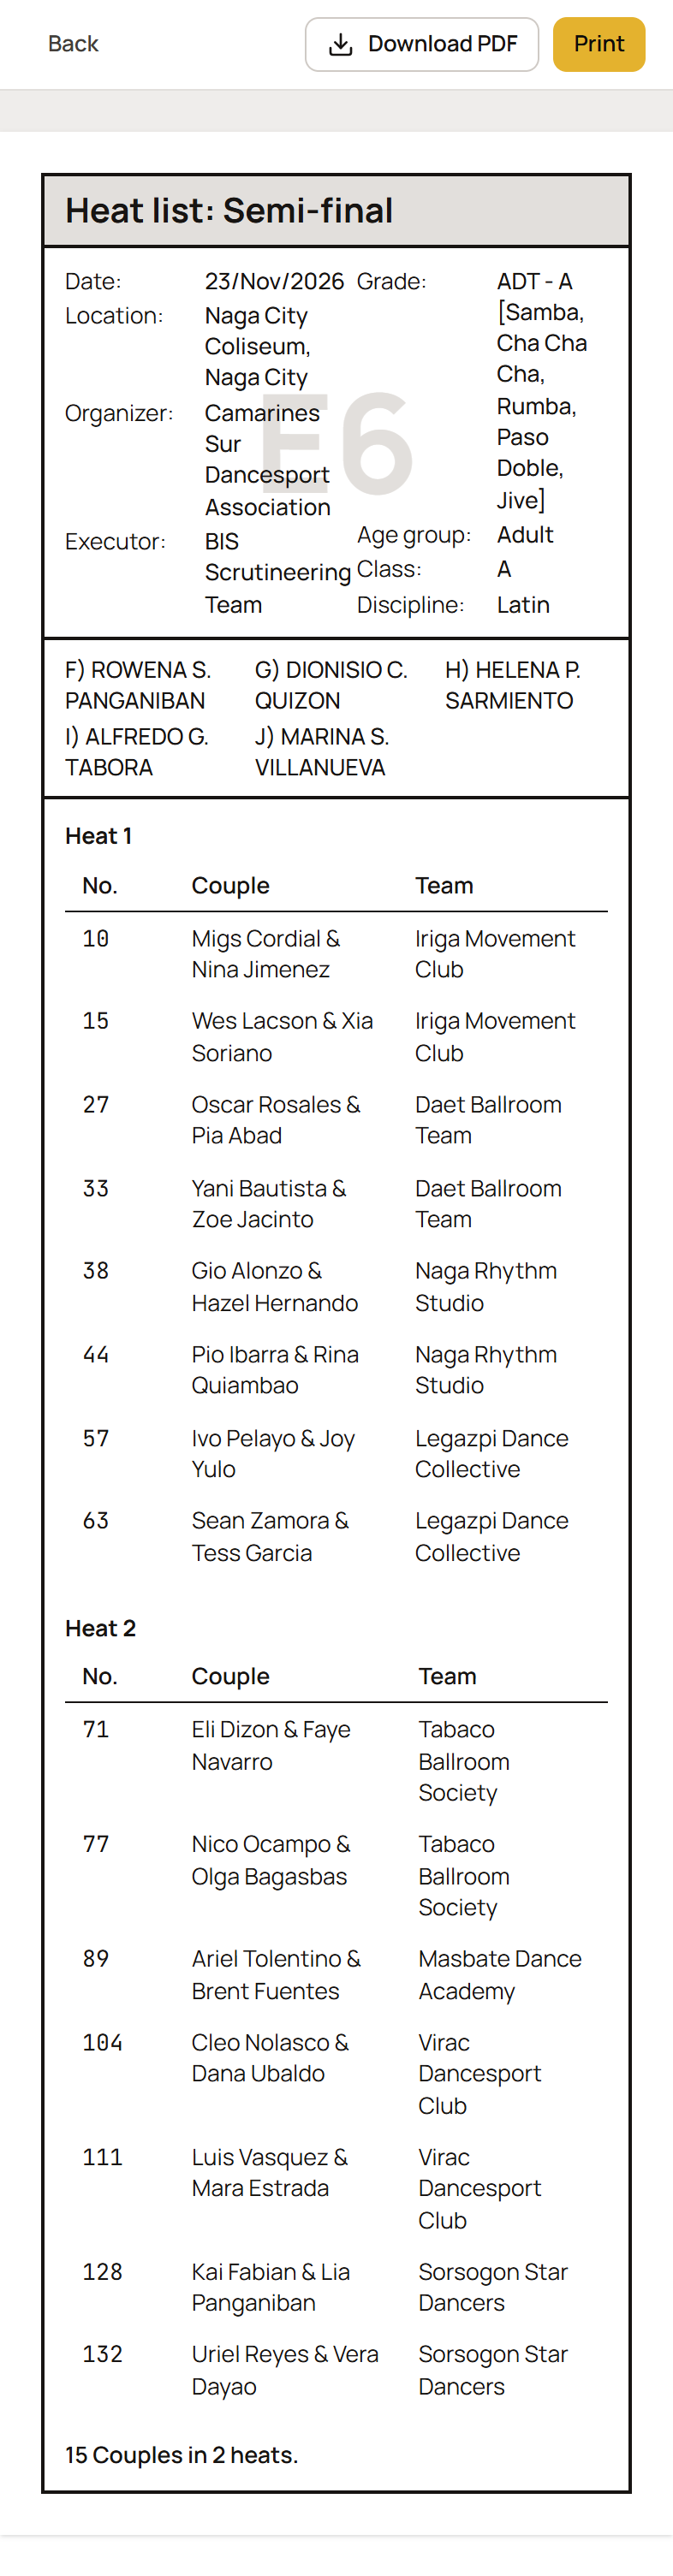 Back
Download PDF
Print
Heat list: Semi-final
Date: 23/Nov/2026
Location: Naga City
Coliseum,
Naga City
Organizer: Camarines
Sur
Dancesport
Association
Executor: BIS
Scrutineering
Team
Grade: ADT - A
[Samba,
Cha Cha
Cha,
Rumba,
Paso
Doble,
Jive]
Age group: Adult
Class: A
Discipline: Latin
E6
F) ROWENA S.
PANGANIBAN
G) DIONISIO C.
QUIZON
H) HELENA P.
SARMIENTO
I) ALFREDO G.
TABORA
J) MARINA S.
VILLANUEVA
Heat 1
No. Couple Team
10 Migs Cordial & Iriga Movement
Nina Jimenez Club
15 Wes Lacson & Xia Iriga Movement
Soriano Club
27 Oscar Rosales & Daet Ballroom
Pia Abad Team
33 Yani Bautista & Daet Ballroom
Zoe Jacinto Team
38 Gio Alonzo & Naga Rhythm
Hazel Hernando Studio
44 Pio Ibarra & Rina Naga Rhythm
Quiambao Studio
57 Ivo Pelayo & Joy Legazpi Dance
Yulo Collective
63 Sean Zamora & Legazpi Dance
Tess Garcia Collective
Heat 2
No. Couple Team
71 Eli Dizon & Faye Tabaco
Navarro Ballroom
Society
77 Nico Ocampo & Tabaco
Olga Bagasbas Ballroom
Society
89 Ariel Tolentino & Masbate Dance
Brent Fuentes Academy
104 Cleo Nolasco & Virac
Dana Ubaldo Dancesport
Club
111 Luis Vasquez & Virac
Mara Estrada Dancesport
Club
128 Kai Fabian & Lia Sorsogon Star
Panganiban Dancers
132 Uriel Reyes & Vera Sorsogon Star
Dayao Dancers
15 Couples in 2 heats.